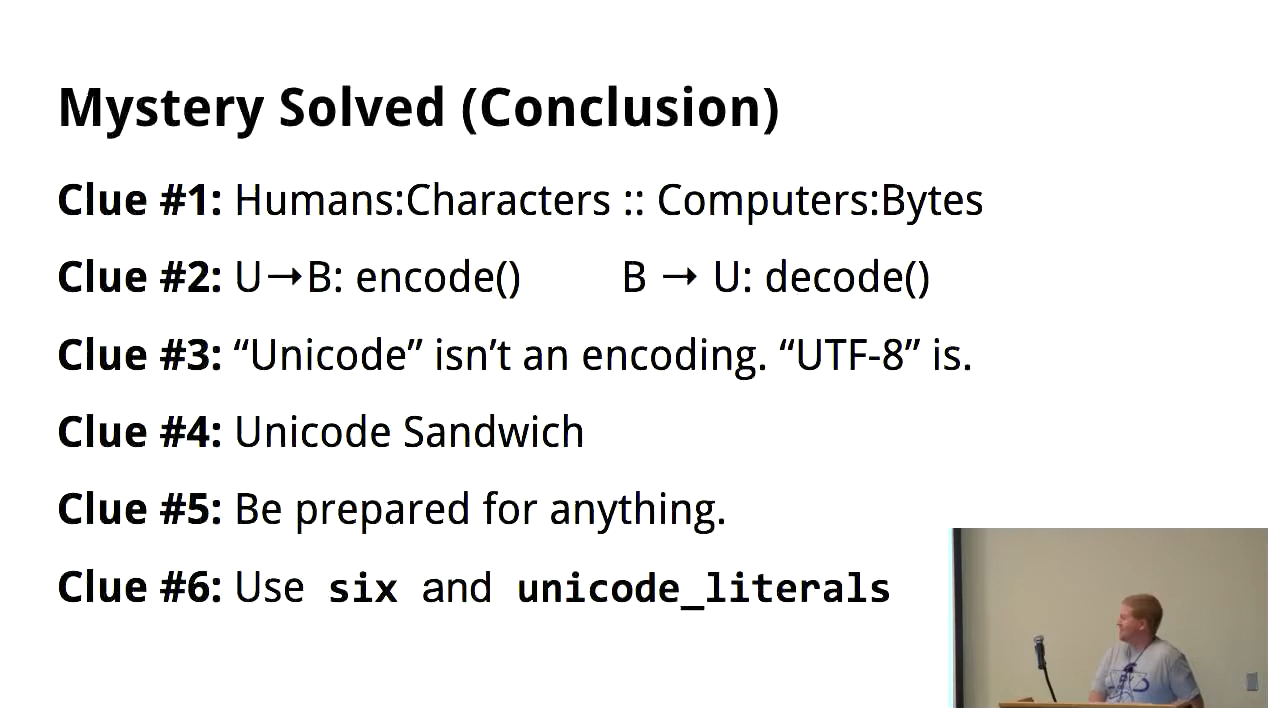 Mystery Solved (Conclusion)
Clue #1: Humans:Characters :: Computers:Bytes
Clue #2: U→B: encode() B → U: decode()
Clue #3: “Unicode” isn’t an encoding. “UTF-8” is.
Clue #4: Unicode Sandwich
Clue #5: Be prepared for anything.
Clue #6: Use six and unicode_literals